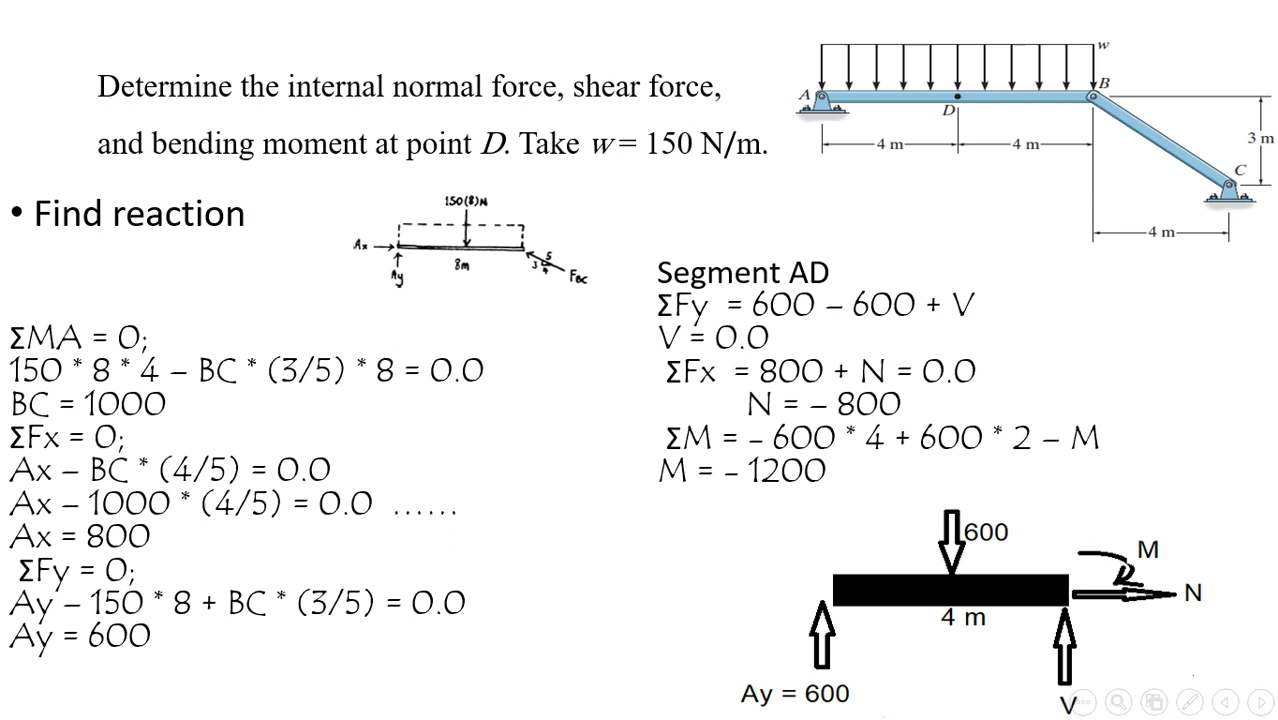 Determine the internal normal force, shear force,
and bending moment at point D. Take w = 150 N/m.
w
A
B
D
C
4 m
4 m
3 m
4 m
• Find reaction
150(8)N
Ax
Ay
8m
5
3
4
FBC
ΣMA = 0;
150 * 8 * 4 – BC * (3/5) * 8 = 0.0
BC = 1000
ΣFx = 0;
Ax – BC * (4/5) = 0.0
Ax – 1000 * (4/5) = 0.0 ......
Ax = 800
ΣFy = 0;
Ay – 150 * 8 + BC * (3/5) = 0.0
Ay = 600
Segment AD
ΣFy = 600 – 600 + V
V = 0.0
ΣFx = 800 + N = 0.0
N = – 800
ΣM = – 600 * 4 + 600 * 2 – M
M = – 1200
600
M
N
4 m
Ay = 600
V